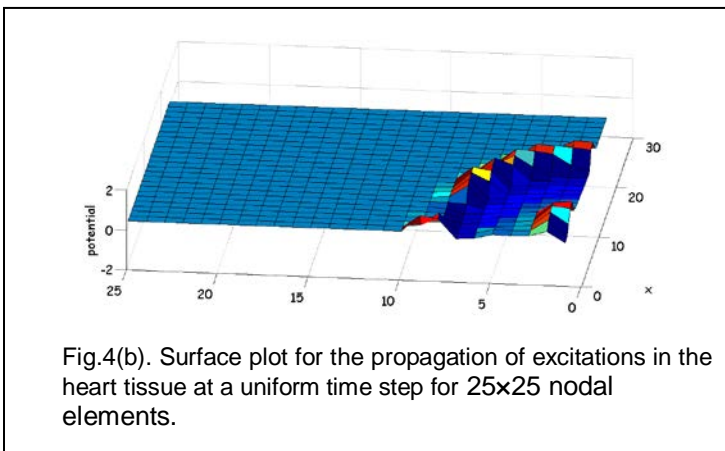 2
0
-2
potential
25
20
15
10
5
0
0
10
20
30
x
Fig.4(b). Surface plot for the propagation of excitations in the
heart tissue at a uniform time step for 25×25 nodal
elements.